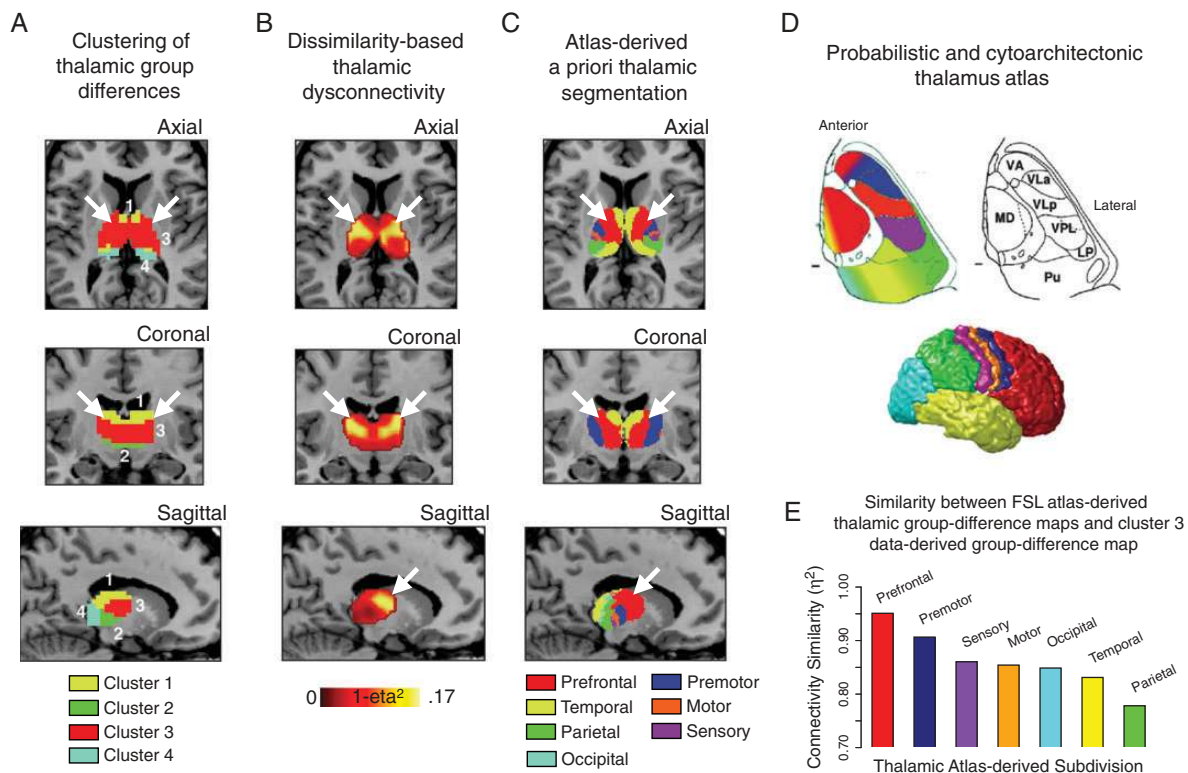 A
Clustering of
thalamic group
differences
Axial
1
3
4
Coronal
1
3
2
Sagittal
1
4
3
2
Cluster 1
Cluster 2
Cluster 3
Cluster 4
B
Dissimilarity-based
thalamic
dysconnectivity
Axial
Coronal
Sagittal
0 1-eta² .17
C
Atlas-derived
a priori thalamic
segmentation
Axial
Coronal
Sagittal
Prefrontal
Temporal
Parietal
Occipital
Premotor
Motor
Sensory
D
Probabilistic and cytoarchitectonic
thalamus atlas
Anterior
Lateral
VA
VLa
VLp
MD
VPL
LP
Pu
E
Similarity between FSL atlas-derived
thalamic group-difference maps and cluster 3
data-derived group-difference map
Connectivity Similarity (η²)
1.00
0.90
0.80
0.70
Prefrontal
Premotor
Sensory
Motor
Occipital
Temporal
Parietal
Thalamic Atlas-derived Subdivision